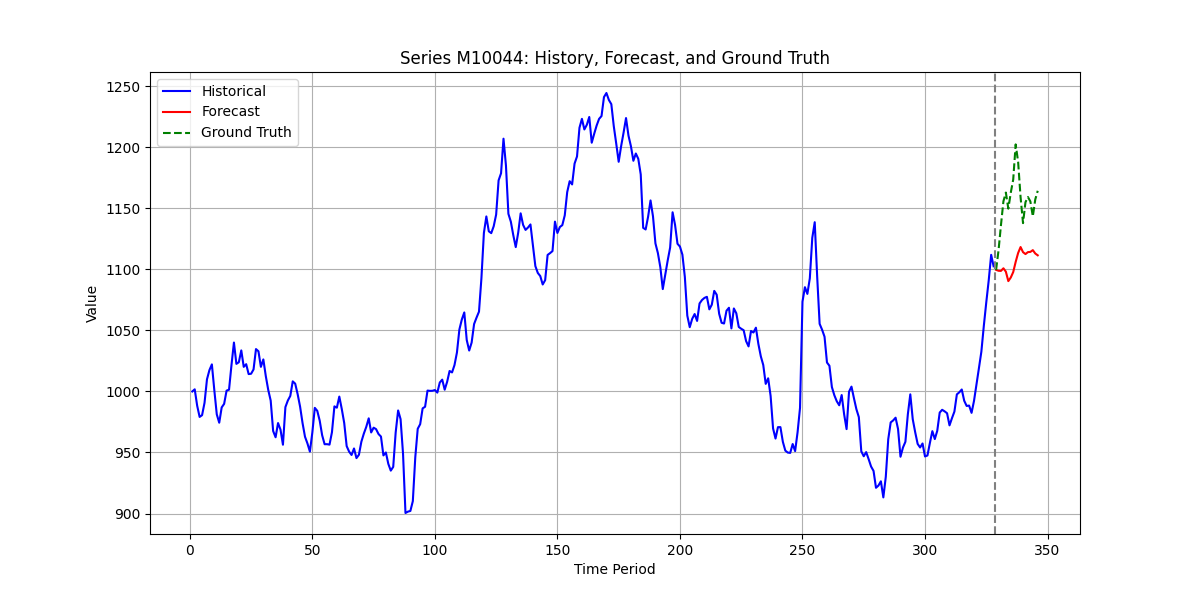 Series M10044: History, Forecast, and Ground Truth
Historical
Forecast
Ground Truth
Value
1250
1200
1150
1100
1050
1000
950
900
0 50 100 150 200 250 300 350
Time Period